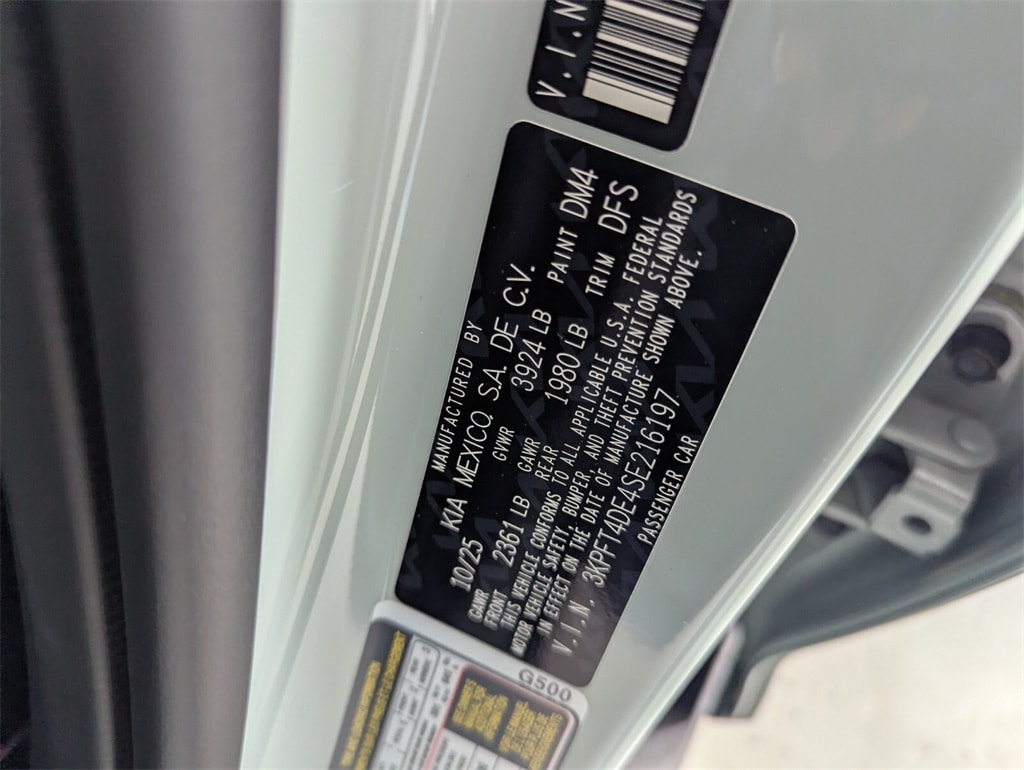 V.I.N
MANUFACTURED BY
10/25 KIA MEXICO, S.A. DE C.V.
GAWR GVWR 3924 LB PAINT DM4
FRONT 2361 LB GAWR REAR 1980 LB TRIM DFS
THIS VEHICLE CONFORMS TO ALL APPLICABLE U.S.A. FEDERAL
MOTOR VEHICLE SAFETY, BUMPER, AND THEFT PREVENTION STANDARDS
IN EFFECT ON THE DATE OF MANUFACTURE SHOWN ABOVE.
V.I.N. 3KPFT4DE4SE216197
PASSENGER CAR
G500